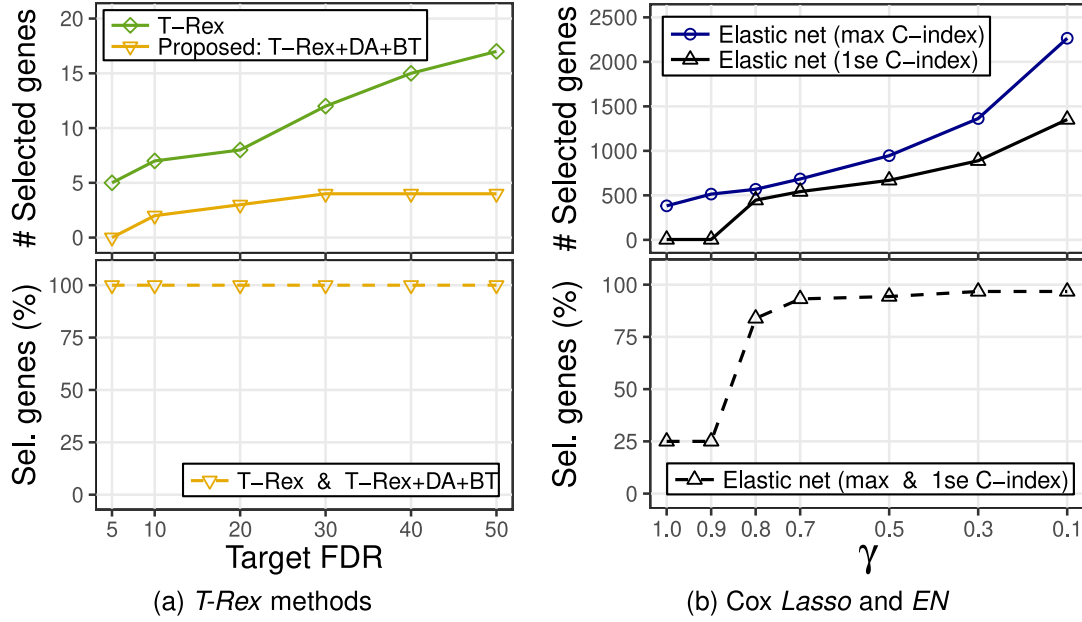 # Selected genes
20
15
10
5
0
T-Rex
Proposed: T-Rex+DA+BT
Sel. genes (%)
100
75
50
25
0
T-Rex & T-Rex+DA+BT
5 10 20 30 40 50
Target FDR
(a) T-Rex methods
# Selected genes
2500
2000
1500
1000
500
0
Elastic net (max C-index)
Elastic net (1se C-index)
Sel. genes (%)
100
75
50
25
0
Elastic net (max & 1se C-index)
1.0 0.9 0.8 0.7 0.5 0.3 0.1
γ
(b) Cox Lasso and EN